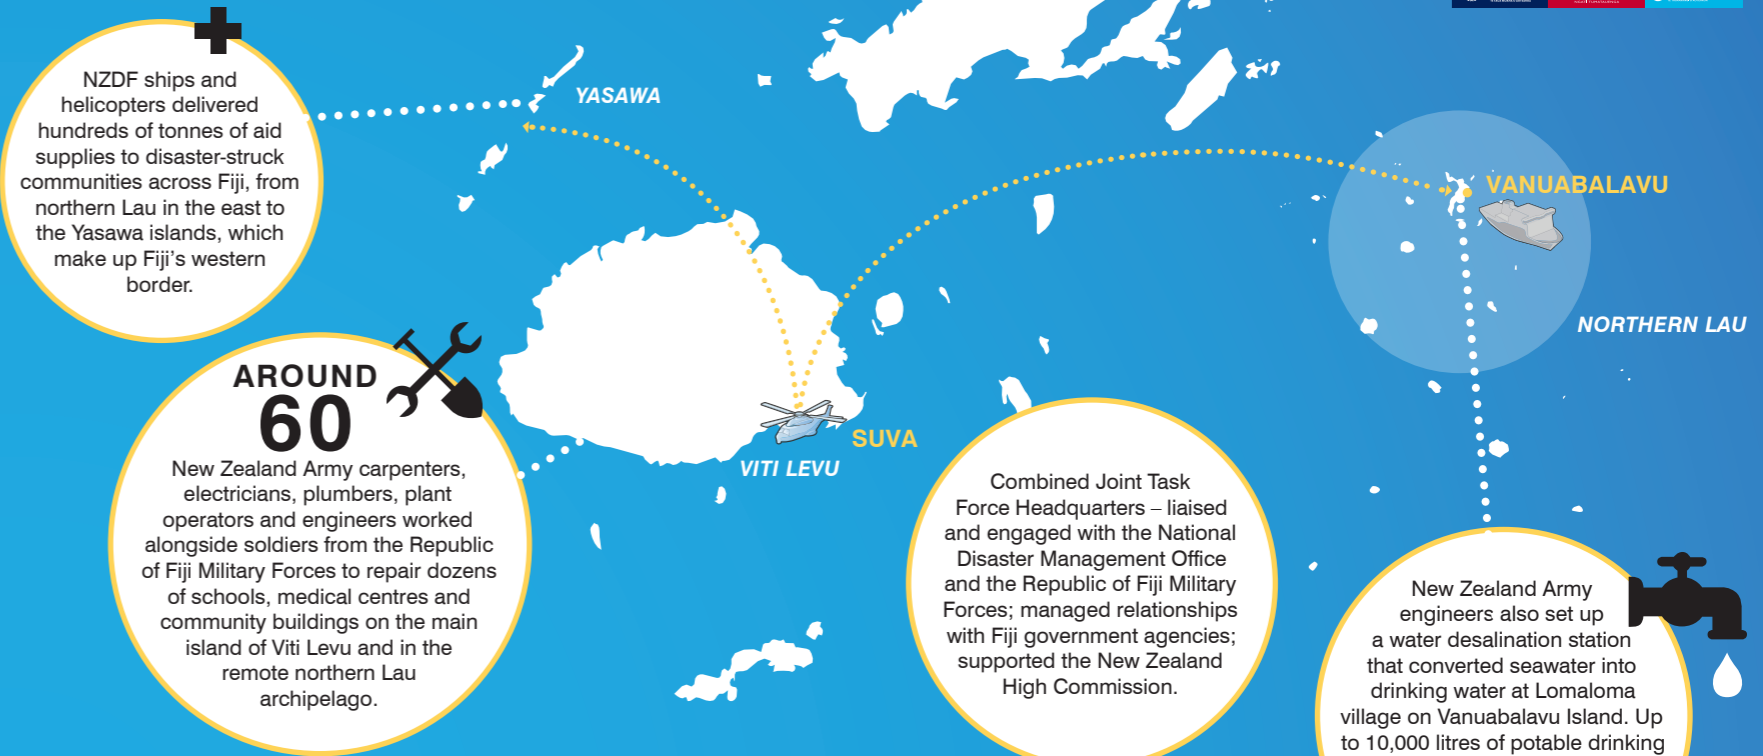 NZDF ships and
helicopters delivered
hundreds of tonnes of aid
supplies to disaster-struck
communities across Fiji, from
northern Lau in the east to
the Yasawa islands, which
make up Fiji's western
border.
YASAWA
VANUABALAVU
NORTHERN LAU
SUVA
VITI LEVU
AROUND
60
New Zealand Army carpenters,
electricians, plumbers, plant
operators and engineers worked
alongside soldiers from the Republic
of Fiji Military Forces to repair dozens
of schools, medical centres and
community buildings on the main
island of Viti Levu and in the
remote northern Lau
archipelago.
Combined Joint Task
Force Headquarters – liaised
and engaged with the National
Disaster Management Office
and the Republic of Fiji Military
Forces; managed relationships
with Fiji government agencies;
supported the New Zealand
High Commission.
New Zealand Army
engineers also set up
a water desalination station
that converted seawater into
drinking water at Lomaloma
village on Vanuabalavu Island. Up
to 10,000 litres of potable drinking